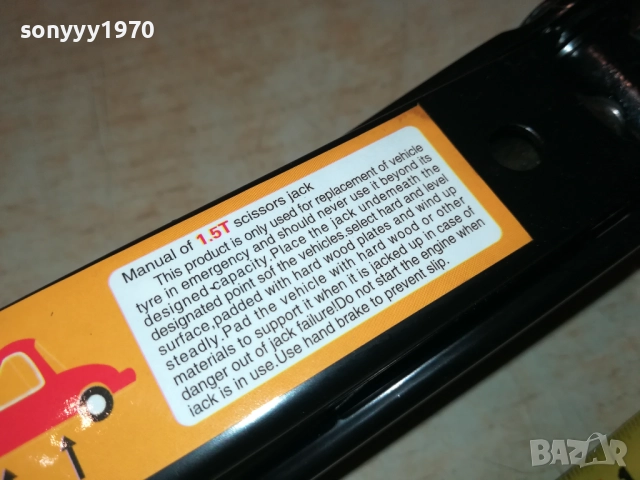 sonyyy1970
Manual of 1.5T scissors jack
This product is only used for replacement of vehicle
tyre in emergency and should never use it beyond its
designed capacity,Place the jack underneath the
designated point sof the vehicles.select hard and level
surface,padded with hard wood plates and wind up
steadly.Pad the vehicle with hard wood or other
materials to support it when it is jacked up in case of
danger out of jack failure!Do not start the engine when
jack is in use.Use hand brake to prevent slip.
BAZAR